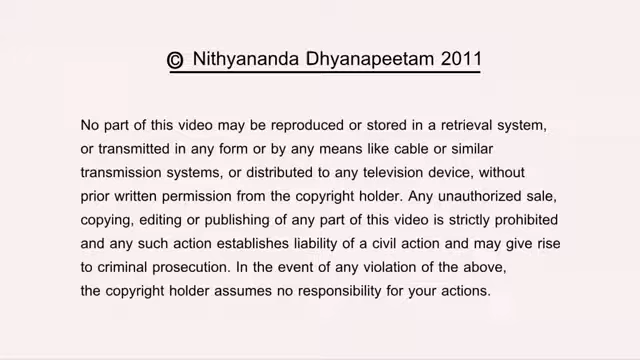 © Nithyananda Dhyanapeetam 2011
No part of this video may be reproduced or stored in a retrieval system,
or transmitted in any form or by any means like cable or similar
transmission systems, or distributed to any television device, without
prior written permission from the copyright holder. Any unauthorized sale,
copying, editing or publishing of any part of this video is strictly prohibited
and any such action establishes liability of a civil action and may give rise
to criminal prosecution. In the event of any violation of the above,
the copyright holder assumes no responsibility for your actions.